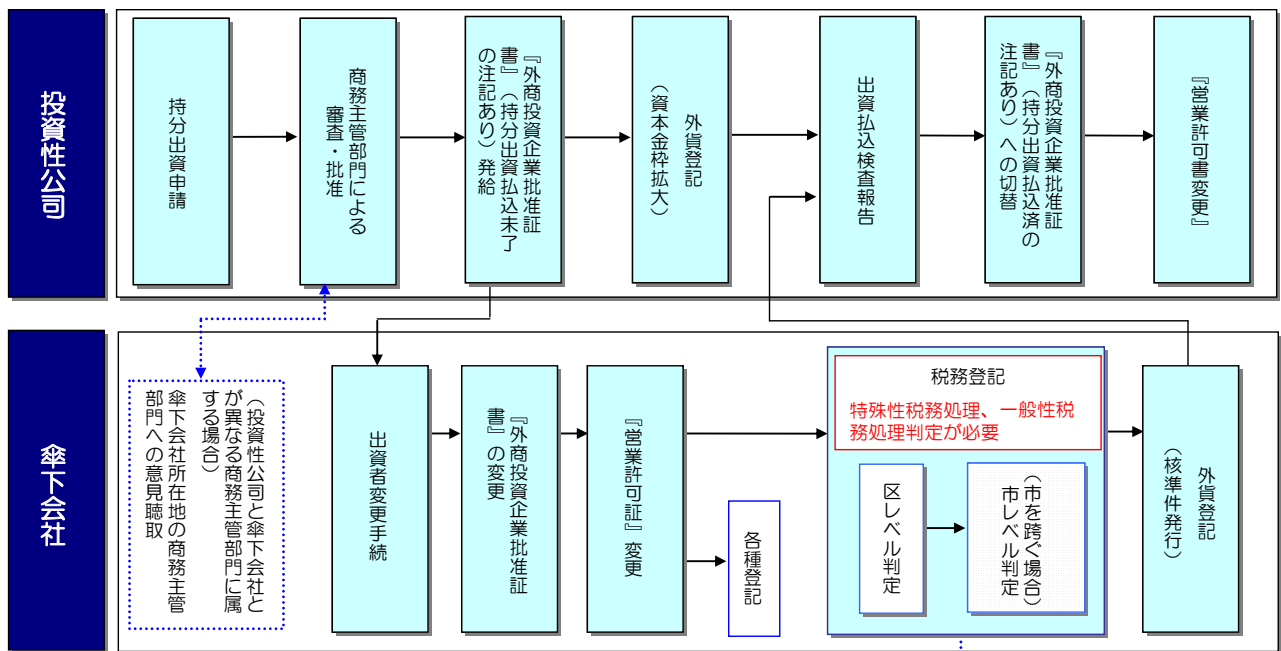 投資性公司
持分出資申請
商務主管部門による
審査・批准
『外商投資企業批准証
書』（持分出資払込未了
の注記あり）発給
外貨登記
（資本金枠拡大）
出資払込検査報告
『外商投資企業批准証
書』（持分出資払込済の
注記あり）への切替
『営業許可書変更』
傘下会社
（投資性公司と傘下会社と
が異なる商務主管部門に属
する場合）
傘下会社所在地の商務主管
部門への意見聴取
出資者変更手続
『外商投資企業批准証
書』の変更
『営業許可証』変更
各種登記
税務登記
特殊性税務処理、一般性税
務処理判定が必要
区レベル判定
（市を跨ぐ場合）
市レベル判定
外貨登記
（核準件発行）